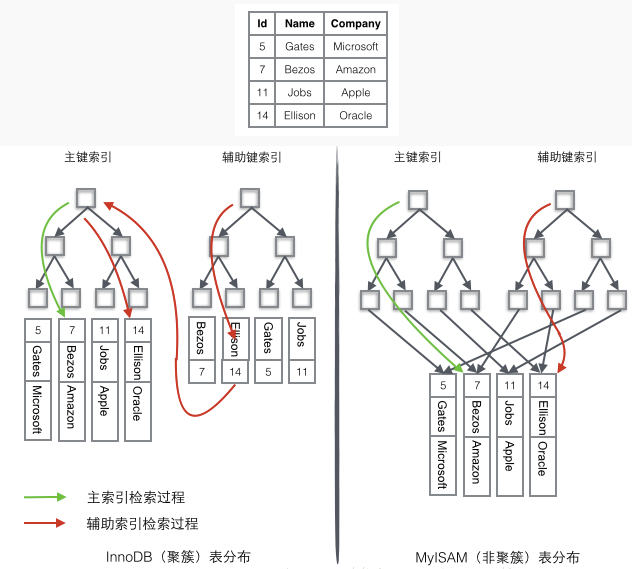 Id Name Company
5 Gates Microsoft
7 Bezos Amazon
11 Jobs Apple
14 Ellison Oracle
主键索引
辅助键索引
主键索引
辅助键索引
5 Gates Microsoft
7 Bezos Amazon
11 Jobs Apple
14 Ellison Oracle
Bezos 7
Ellison 14
Gates 5
Jobs 11
5 Gates Microsoft
7 Bezos Amazon
11 Jobs Apple
14 Ellison Oracle
主索引检索过程
辅助索引检索过程
InnoDB（聚簇）表分布
MyISAM（非聚簇）表分布